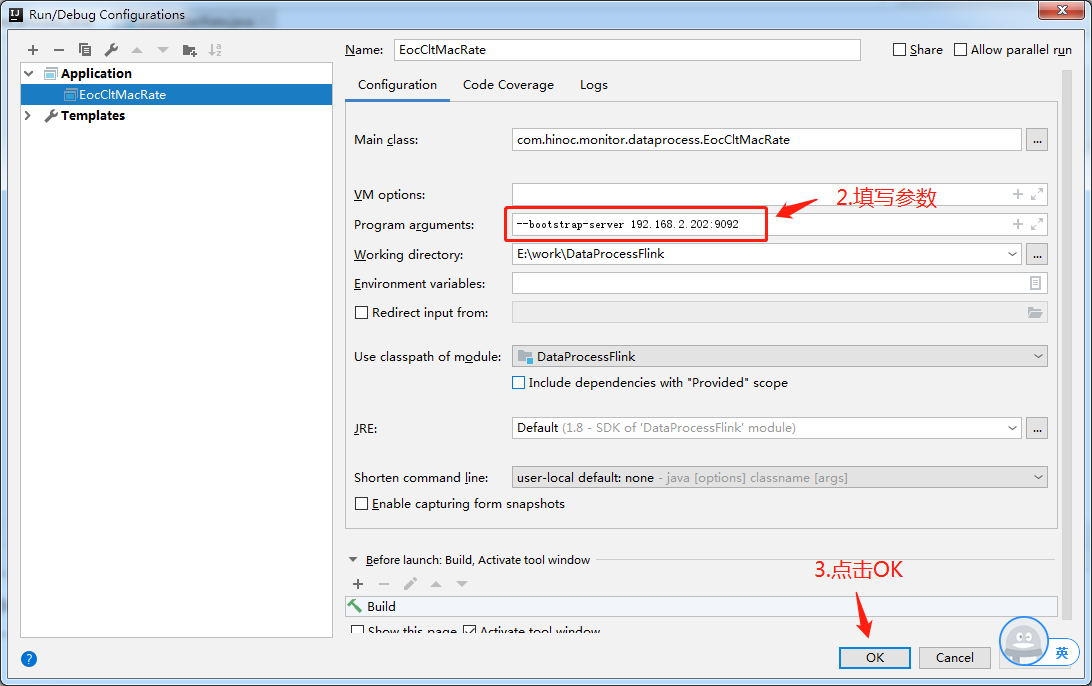 Run/Debug Configurations
Name: EocCltMacRate Share Allow parallel run
Application
EocCltMacRate
Templates
Configuration Code Coverage Logs
Main class: com.hinoc.monitor.dataprocess.EocCltMacRate ...
VM options:
2.填写参数
Program arguments: --bootstrap-server 192.168.2.202:9092
Working directory: E:\work\DataProcessFlink ...
Environment variables:
Redirect input from:
Use classpath of module: DataProcessFlink
Include dependencies with "Provided" scope
JRE: Default (1.8 - SDK of 'DataProcessFlink' module) ...
Shorten command line: user-local default: none - java [options] classname [args]
Enable capturing form snapshots
Before launch: Build, Activate tool window
3.点击OK
Build
Show this page Activate tool window
OK Cancel
英